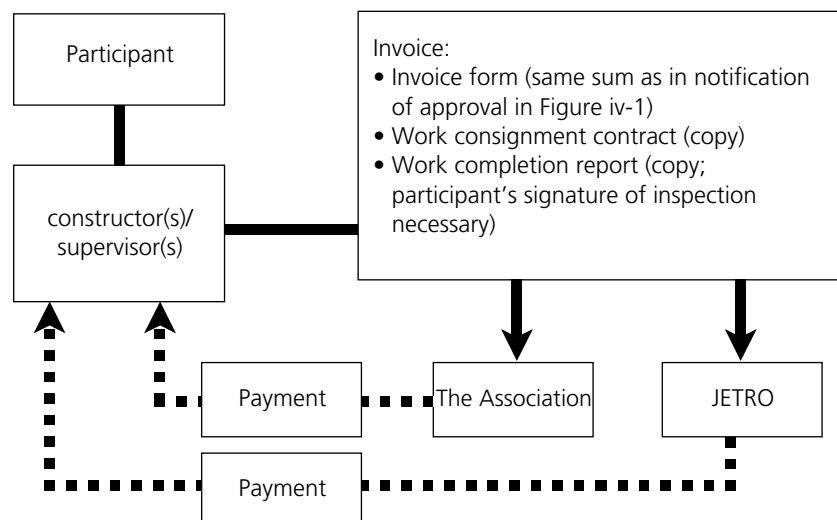 Participant
Invoice:
• Invoice form (same sum as in notification
of approval in Figure iv-1)
• Work consignment contract (copy)
• Work completion report (copy;
participant's signature of inspection
necessary)
constructor(s)/
supervisor(s)
Payment
The Association
JETRO
Payment